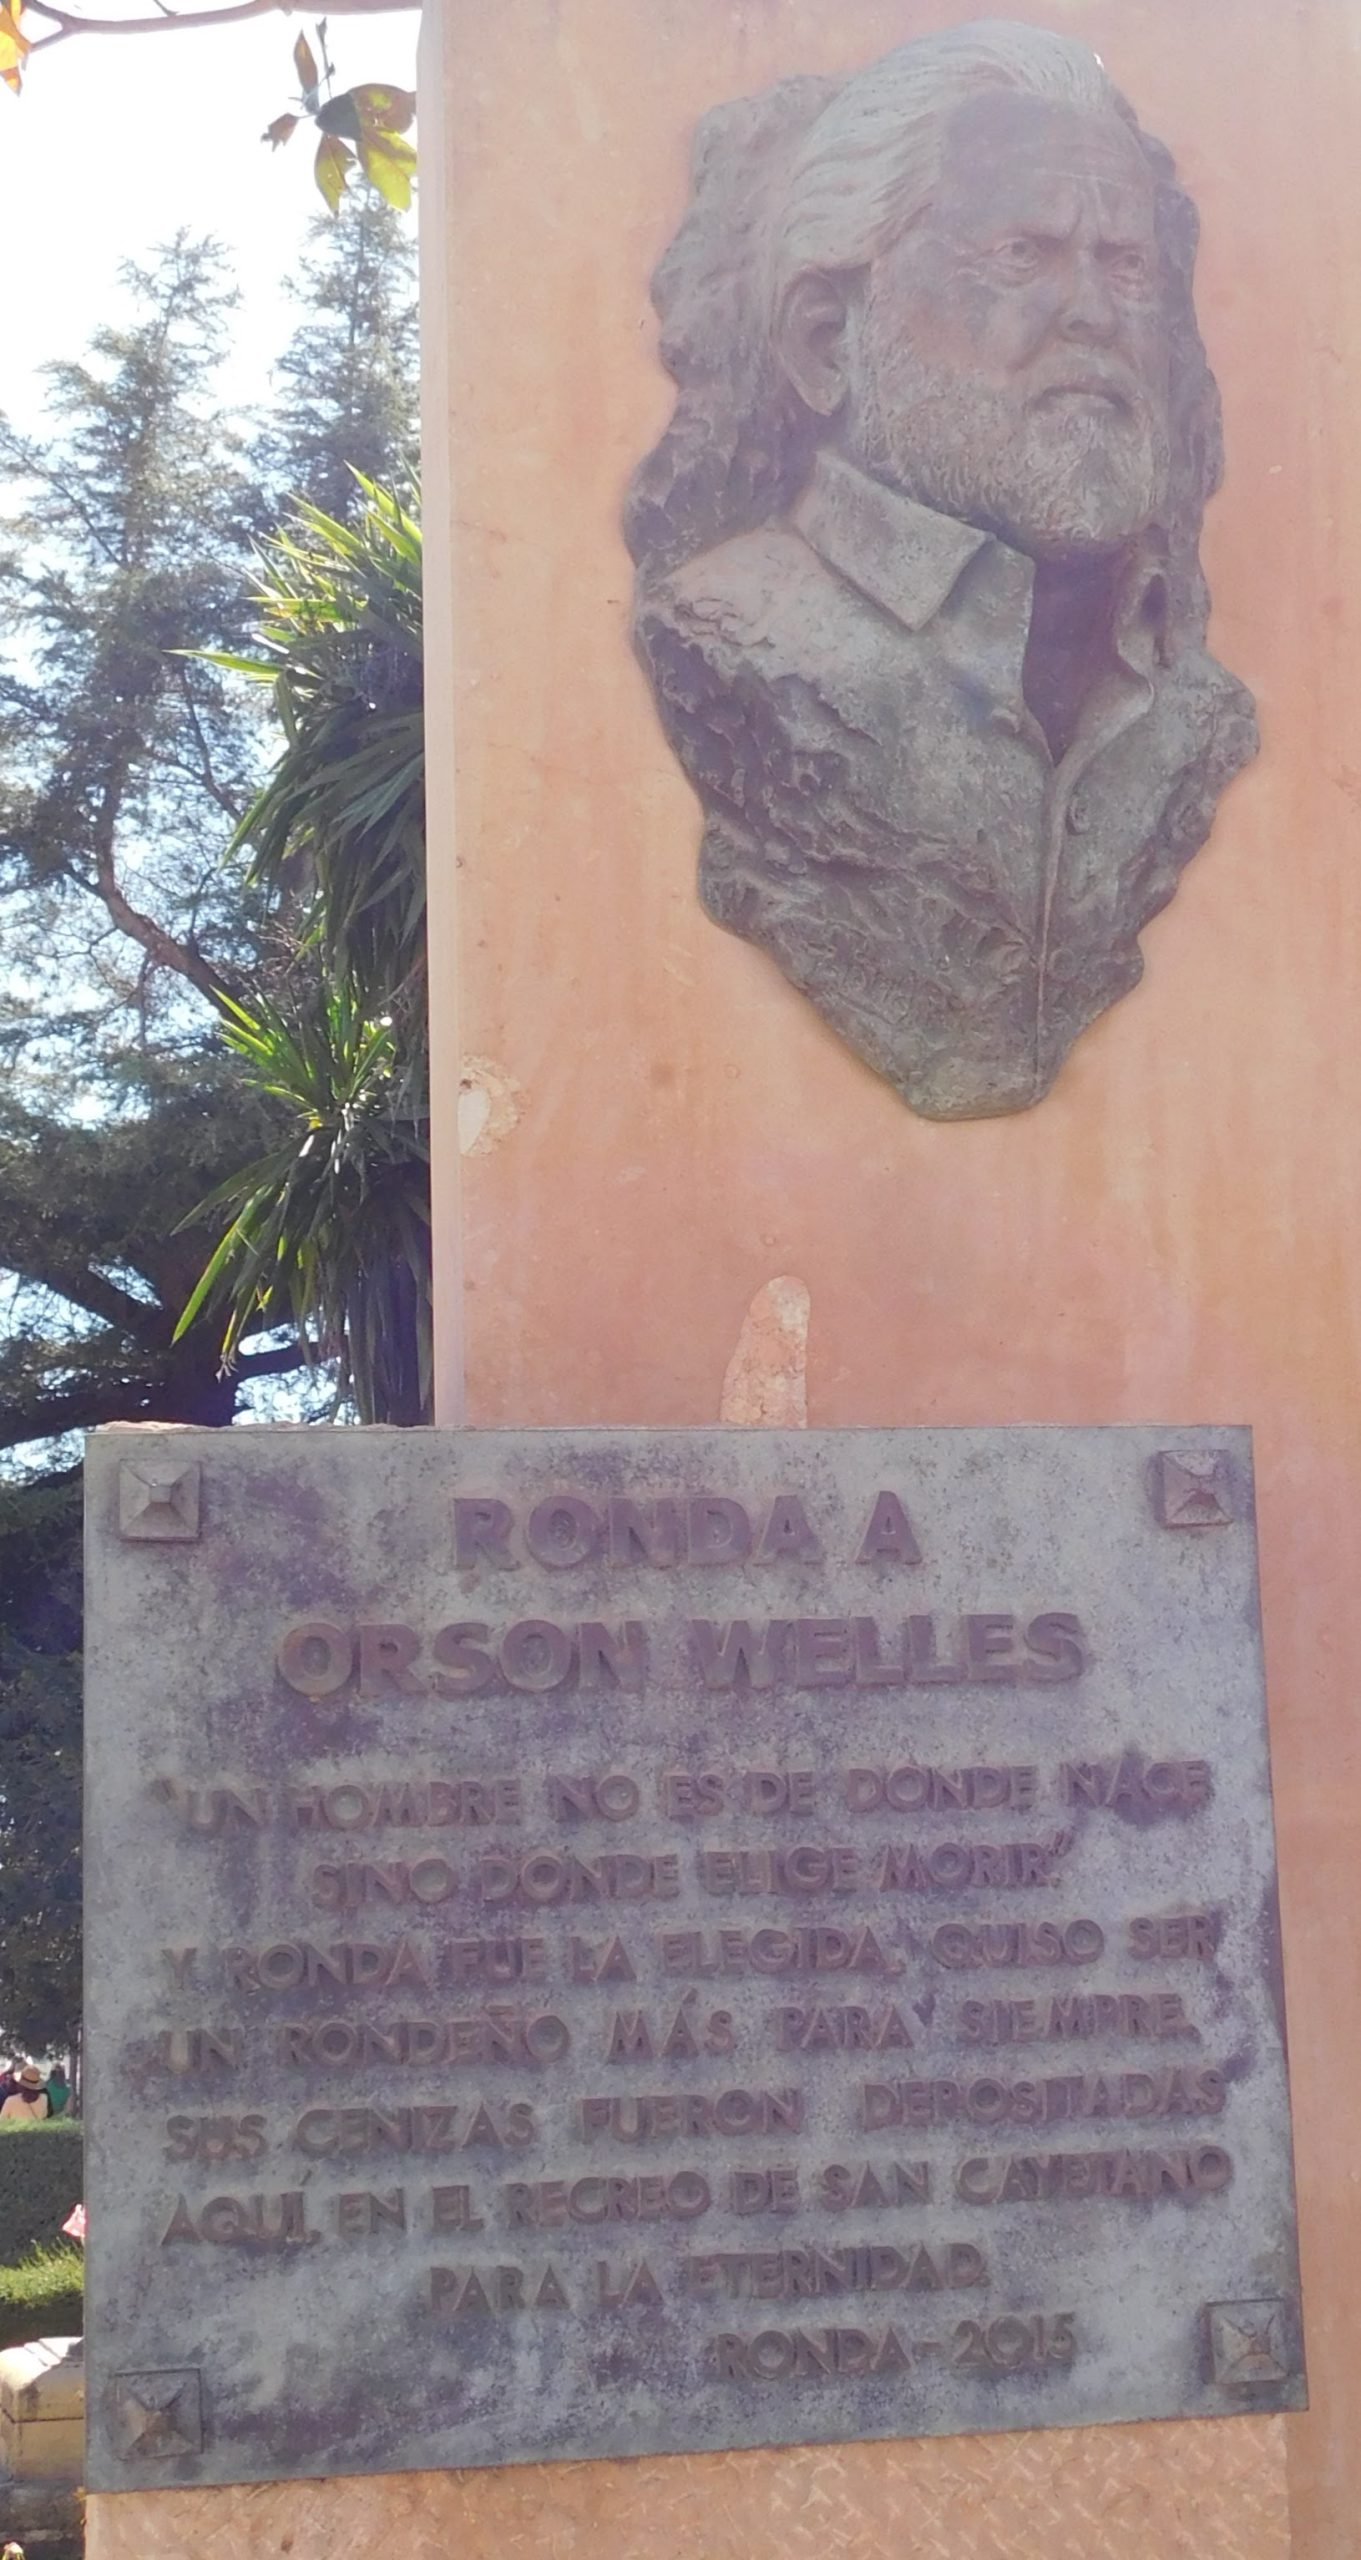 RONDA A
ORSON WELLES
"UN HOMBRE NO ES DE DONDE NACE
SINO DONDE ELIGE MORIR."
Y RONDA FUE LA ELEGIDA, QUISO SER
UN RONDEÑO MÁS PARA SIEMPRE.
SUS CENIZAS FUERON DEPOSITADAS
AQUÍ, EN EL RECREO DE SAN CAYETANO
PARA LA ETERNIDAD.
RONDA-2015